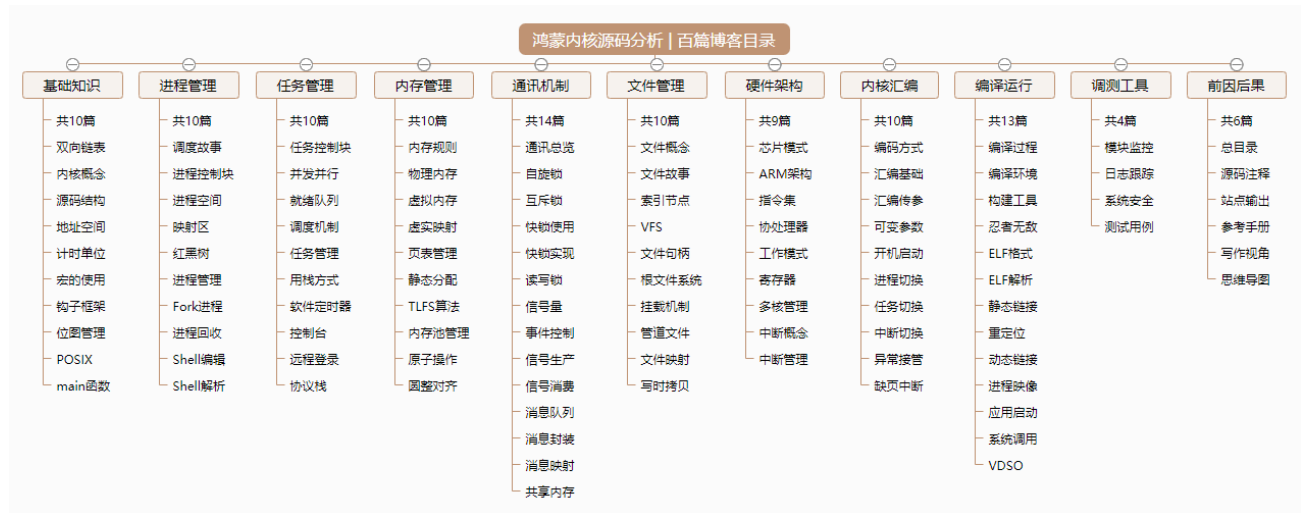 鸿蒙内核源码分析 | 百篇博客目录
基础知识
共10篇
双向链表
内核概念
源码结构
地址空间
计时单位
宏的使用
钩子框架
位图管理
POSIX
main函数
进程管理
共10篇
调度故事
进程控制块
进程空间
映射区
红黑树
进程管理
Fork进程
进程回收
Shell编辑
Shell解析
任务管理
共10篇
任务控制块
并发并行
就绪队列
调度机制
任务管理
用栈方式
软件定时器
控制台
远程登录
协议栈
内存管理
共10篇
内存规则
物理内存
虚拟内存
虚实映射
页表管理
静态分配
TLFS算法
内存池管理
原子操作
圆整对齐
通讯机制
共14篇
通讯总览
自旋锁
互斥锁
快锁使用
快锁实现
读写锁
信号量
事件控制
信号生产
信号消费
消息队列
消息封装
消息映射
共享内存
文件管理
共10篇
文件概念
文件故事
索引节点
VFS
文件句柄
根文件系统
挂载机制
管道文件
文件映射
写时拷贝
硬件架构
共9篇
芯片模式
ARM架构
指令集
协处理器
工作模式
寄存器
多核管理
中断概念
中断管理
内核汇编
共10篇
编码方式
汇编基础
汇编传参
可变参数
开机启动
进程切换
任务切换
中断切换
异常接管
缺页中断
编译运行
共13篇
编译过程
编译环境
构建工具
忍者无敌
ELF格式
ELF解析
静态链接
重定位
动态链接
进程映像
应用启动
系统调用
VDSO
调测工具
共4篇
模块监控
日志跟踪
系统安全
测试用例
前因后果
共6篇
总目录
源码注释
站点输出
参考手册
写作视角
思维导图